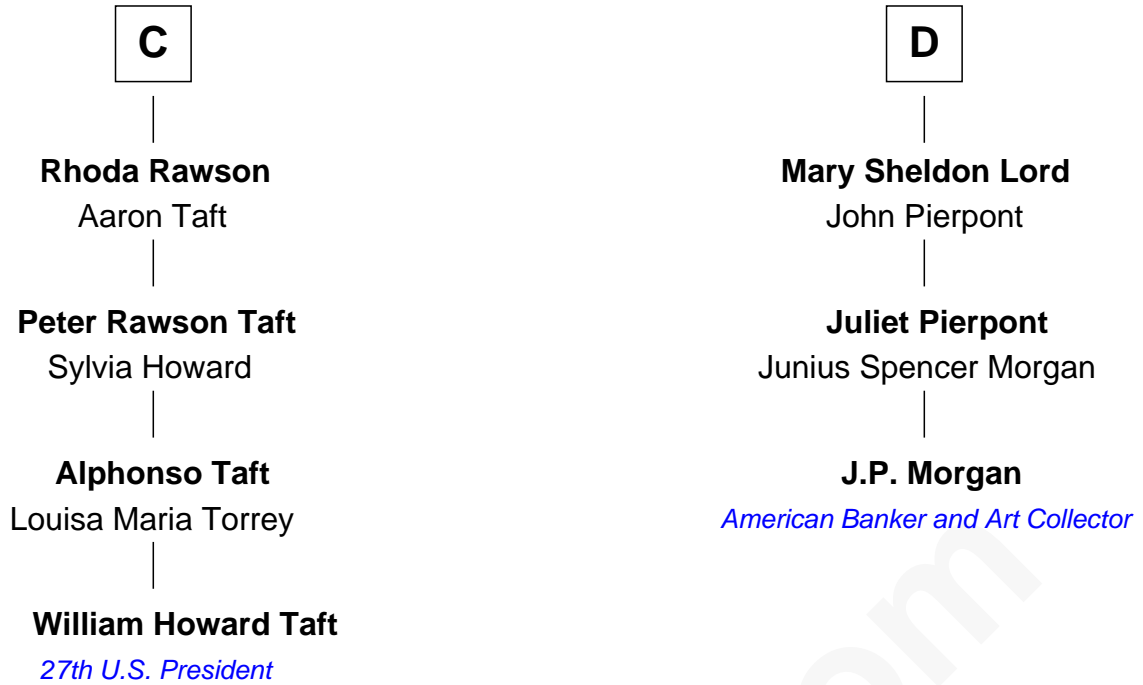 C
Rhoda Rawson
Aaron Taft
Peter Rawson Taft
Sylvia Howard
Alphonso Taft
Louisa Maria Torrey
William Howard Taft
27th U.S. President
D
Mary Sheldon Lord
John Pierpont
Juliet Pierpont
Junius Spencer Morgan
J.P. Morgan
American Banker and Art Collector
om